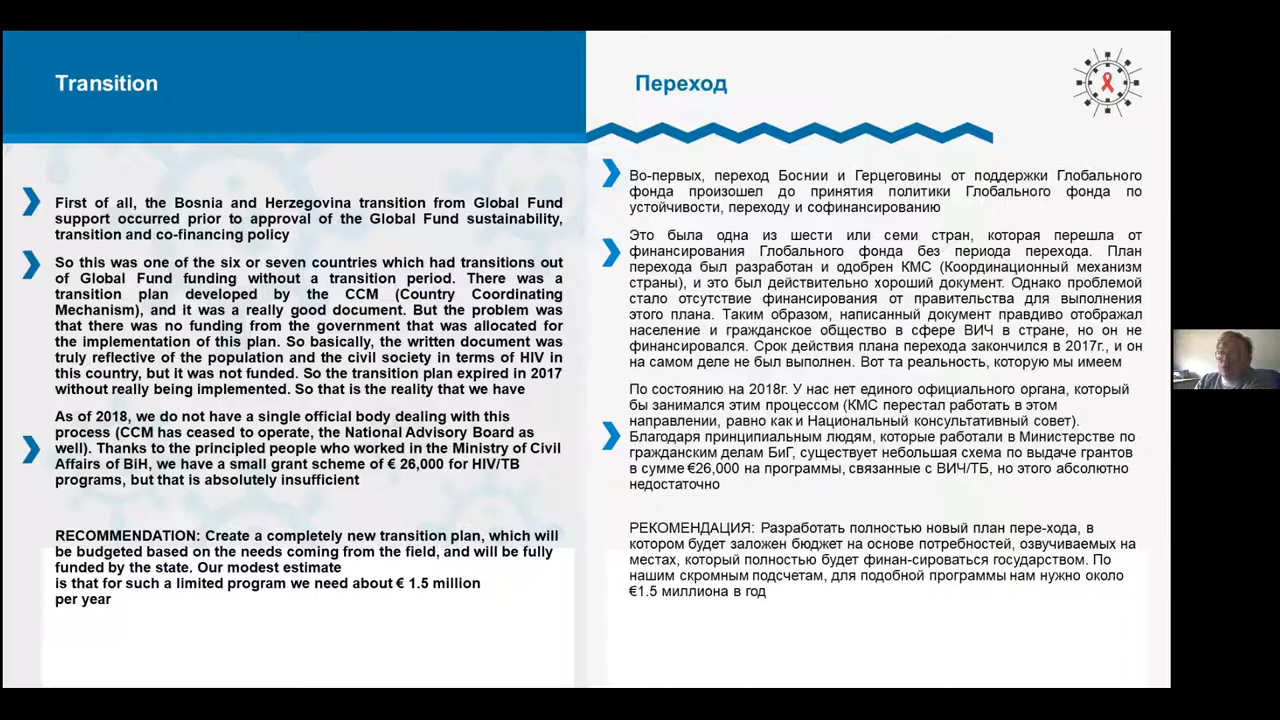 Transition
First of all, the Bosnia and Herzegovina transition from Global Fund
support occurred prior to approval of the Global Fund sustainability,
transition and co-financing policy
So this was one of the six or seven countries which had transitions out
of Global Fund funding without a transition period. There was a
transition plan developed by the CCM (Country Coordinating
Mechanism), and it was a really good document. But the problem was
that there was no funding from the government that was allocated for
the implementation of this plan. So basically, the written document was
truly reflective of the population and the civil society in terms of HIV in
this country, but it was not funded. So the transition plan expired in 2017
without really being implemented. So that is the reality that we have
As of 2018, we do not have a single official body dealing with this
process (CCM has ceased to operate, the National Advisory Board as
well). Thanks to the principled people who worked in the Ministry of Civil
Affairs of BiH, we have a small grant scheme of € 26,000 for HIV/TB
programs, but that is absolutely insufficient
RECOMMENDATION: Create a completely new transition plan, which will
be budgeted based on the needs coming from the field, and will be fully
funded by the state. Our modest estimate
is that for such a limited program we need about € 1.5 million
per year
Переход
Во-первых, переход Боснии и Герцеговины от поддержки Глобального
фонда произошел до принятия политики Глобального фонда по
устойчивости, переходу и софинансированию
Это была одна из шести или семи стран, которая перешла от
финансирования Глобального фонда без периода перехода. План
перехода был разработан и одобрен КМС (Координационный механизм
страны), и это был действительно хороший документ. Однако проблемой
стало отсутствие финансирования от правительства для выполнения
этого плана. Таким образом, написанный документ правдиво отображал
население и гражданское общество в сфере ВИЧ в стране, но он не
финансировался. Срок действия плана перехода закончился в 2017г., и он
на самом деле не был выполнен. Вот та реальность, которую мы имеем
По состоянию на 2018г. У нас нет единого официального органа, который
бы занимался этим процессом (КМС перестал работать в этом
направлении, равно как и Национальный консультативный совет).
Благодаря принципиальным людям, которые работали в Министерстве по
гражданским делам БиГ, существует небольшая схема по выдаче грантов
в сумме €26,000 на программы, связанные с ВИЧ/ТБ, но этого абсолютно
недостаточно
РЕКОМЕНДАЦИЯ: Разработать полностью новый план пере-хода, в
котором будет заложен бюджет на основе потребностей, озвучиваемых на
местах, который полностью будет финан-сироваться государством. По
нашим скромным подсчетам, для подобной программы нам нужно около
€1.5 миллиона в год